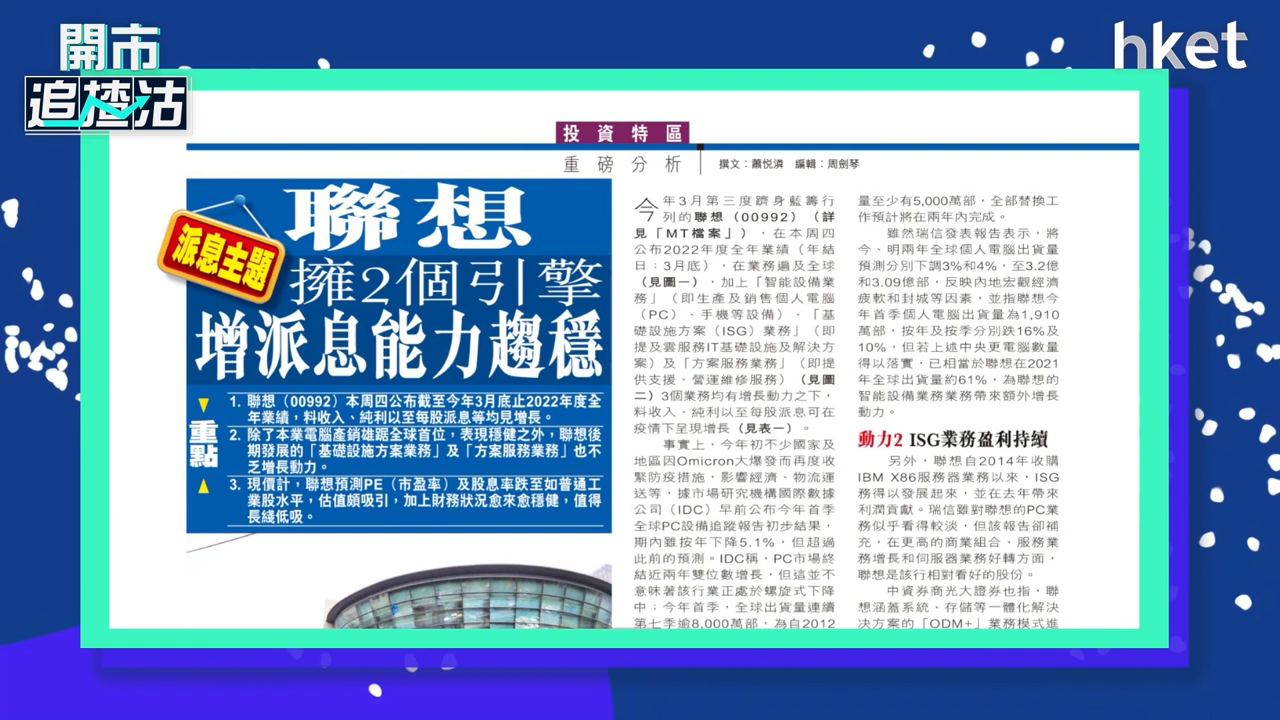 開市
追揸沽
hket
投資特區
重磅分析
撰文：蕭悅潾 編輯：周劍琴
派息主題
聯想
擁2個引擎
增派息能力趨穩
重點
1. 聯想（00992）本周四公布截至今年3月底止2022年度全
年業績，料收入、純利以至每股派息等均見增長。
2. 除了本業電腦產銷雄踞全球首位，表現穩健之外，聯想後
期發展的「基礎設施方案業務」及「方案服務業務」也不
乏增長動力。
3. 現價計，聯想預測PE（市盈率）及股息率跌至如普通工
業股水平，估值頗吸引，加上財務狀況愈來愈穩健，值得
長綫低吸。
今年3月第三度躋身藍籌行
列的聯想（00992）（詳
見「MT檔案」），在本周四
公布2022年度全年業績（年結
日：3月底），在業務遍及全球
（見圖一），加上「智能設備業
務」（即生產及銷售個人電腦
（PC）、手機等設備）、「基
礎設施方案（ISG）業務」（即
提及雲服務IT基礎設施及解決方
案）及「方案服務業務」（即提
供支援、營運維修服務）（見圖
二）3個業務均有增長動力之下，
料收入、純利以至每股派息可在
疫情下呈現增長（見表一）。
事實上，今年初不少國家及
地區因Omicron大爆發而再度收
緊防疫措施，影響經濟、物流運
送等，據市場研究機構國際數據
公司（IDC）早前公布今年首季
全球PC設備追蹤報告初步結果，
期內雖按年下降5.1%，但超過
此前的預測。IDC稱，PC市場終
結近兩年雙位數增長，但這並不
意味著該行業正處於螺旋式下降
中；今年首季，全球出貨量連續
第七季逾8,000萬部，為自2012
量至少有5,000萬部，全部替換工
作預計將在兩年內完成。
雖然瑞信發表報告表示，將
今、明兩年全球個人電腦出貨量
預測分別下調3%和4%，至3.2億
和3.09億部，反映內地宏觀經濟
疲軟和封城等因素，並指聯想今
年首季個人電腦出貨量為1,910
萬部，按年及按季分別跌16%及
10%，但若上述中央更電腦數量
得以落實，已相當於聯想在2021
年全球出貨量約61%，為聯想的
智能設備業務業務帶來額外增長
動力。
動力2 ISG業務盈利持續
另外，聯想自2014年收購
IBM X86服務器業務以來，ISG
務得以發展起來，並在去年帶來
利潤貢獻。瑞信雖對聯想的PC業
務似乎看得較淡，但該報告卻補
充，在更高的商業組合、服務業
務增長和伺服器業務好轉方面，
聯想是該行相對看好的股份。
中資券商光大證券也指，聯
想涵蓋系統、存儲等一體化解決
決方案的「ODM+」業務模式進